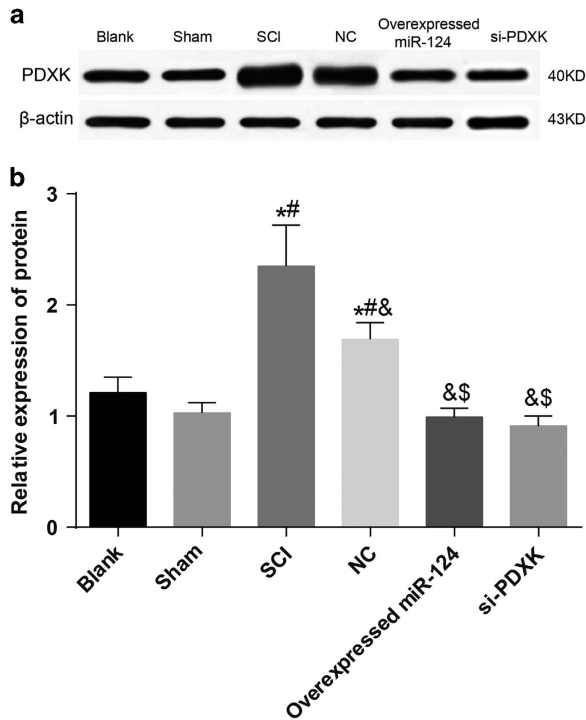 a
Blank Sham SCI NC Overexpressed miR-124 si-PDXK
PDXK 40KD
β-actin 43KD
b
Relative expression of protein
3
2
1
0
*#
*#&
&$
&$
Blank Sham SCI NC Overexpressed miR-124 si-PDXK